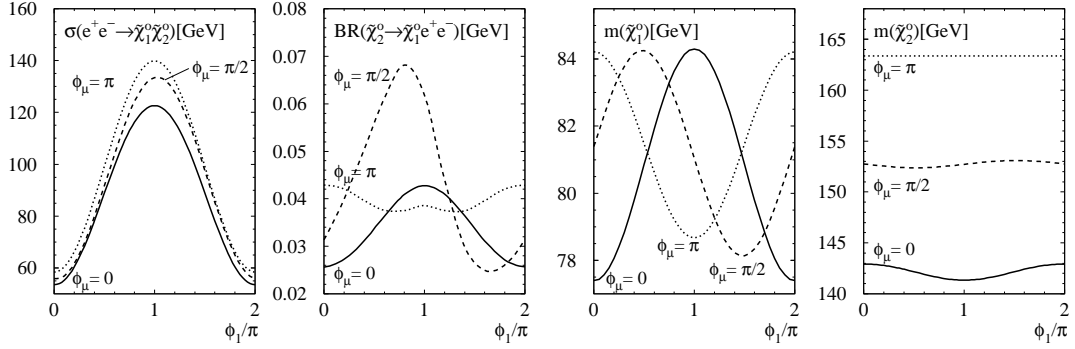 σ(e⁺e⁻→χ̃₁⁰χ̃₂⁰)[GeV]
ϕ_μ = π/2
ϕ_μ = π
ϕ_μ = 0
160
140
120
100
80
60
0 1 2
ϕ₁/π
BR(χ̃₂⁰→χ̃₁⁰e⁺e⁻)[GeV]
ϕ_μ = π/2
ϕ_μ = π
ϕ_μ = 0
0.08
0.07
0.06
0.05
0.04
0.03
0.02
0 1 2
ϕ₁/π
m(χ̃₁⁰)[GeV]
ϕ_μ = π
ϕ_μ = π/2
ϕ_μ = 0
84
82
80
78
0 1 2
ϕ₁/π
m(χ̃₂⁰)[GeV]
ϕ_μ = π
ϕ_μ = π/2
ϕ_μ = 0
165
160
155
150
145
140
0 1 2
ϕ₁/π